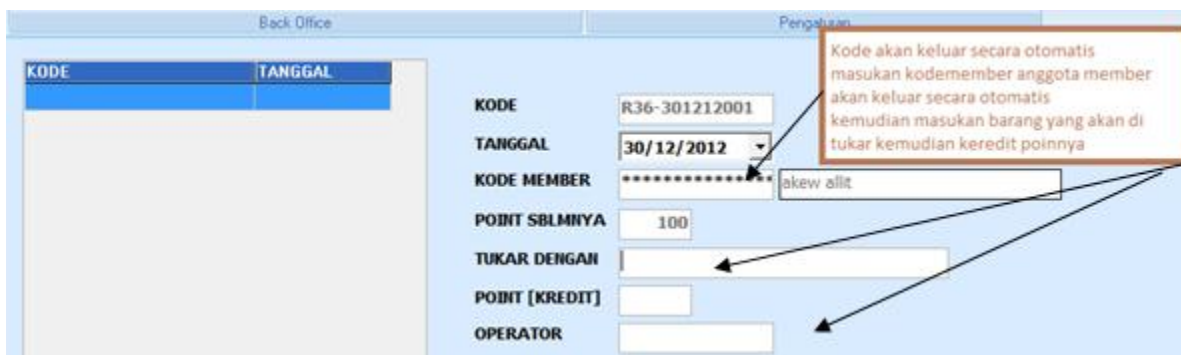 Back Office
Pengaturan
Kode akan keluar secara otomatis
masukan kodemember anggota member
akan keluar secara otomatis
kemudian masukan barang yang akan di
tukar kemudian keredit poinnya
KODE TANGGAL
KODE R36-301212001
TANGGAL 30/12/2012
KODE MEMBER *************** akew allit
POINT SBLMNYA 100
TUKAR DENGAN
POINT [KREDIT]
OPERATOR